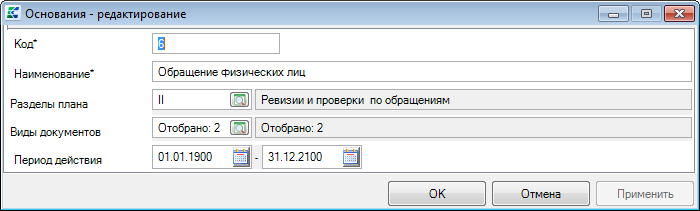 Основания - редактирование
Код* 6
Наименование* Обращение физических лиц
Разделы плана II Ревизии и проверки по обращениям
Виды документов Отобрано: 2 Отобрано: 2
Период действия 01.01.1900 - 31.12.2100
OK Отмена Применить